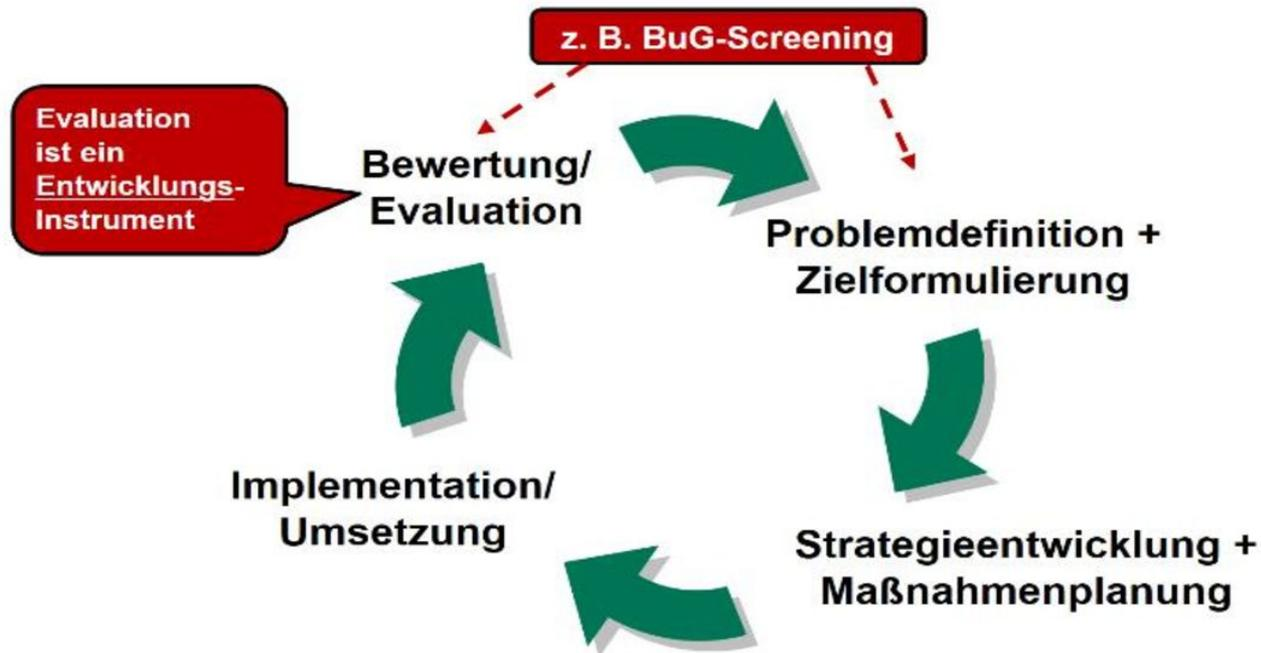 z. B. BuG-Screening
Evaluation
ist ein
Entwicklungs-
Instrument
Bewertung/
Evaluation
Problemdefinition +
Zielformulierung
Strategieentwicklung +
Maßnahmenplanung
Implementation/
Umsetzung